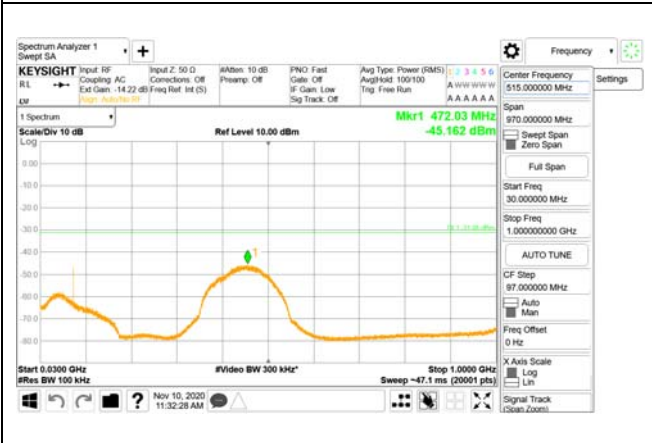 Spectrum Analyzer 1
Swept SA
Frequency
KEYSIGHT
RL
Input: RF
Coupling: AC
Ext Gain: -14.22 dB
Align: Auto/No RF
Input Z: 50 Ω
Corrections: Off
Freq Ref: Int (S)
#Atten: 10 dB
Preamp: Off
PNO: Fast
Gate: Off
IF Gain: Low
Sig Track: Off
Avg Type: Power (RMS)
Avg|Hold: 100/100
Trig: Free Run
1 2 3 4 5 6
A W W W W W
A A A A A A
Center Frequency
515.000000 MHz
Settings
Span
970.000000 MHz
Swept Span
Zero Span
Full Span
Start Freq
30.000000 MHz
Stop Freq
1.000000000 GHz
AUTO TUNE
CF Step
97.000000 MHz
Auto
Man
Freq Offset
0 Hz
X Axis Scale
Log
Lin
Signal Track
(Span Zoom)
1 Spectrum
Scale/Div 10 dB
Log
Ref Level 10.00 dBm
Mkr1 472.03 MHz
-45.162 dBm
0.00
-10.0
-20.0
-30.0
-40.0
-50.0
-60.0
-70.0
-80.0
1
Start 0.0300 GHz
#Res BW 100 kHz
#Video BW 300 kHz*
Stop 1.0000 GHz
Sweep ~47.1 ms (20001 pts)
Nov 10, 2020
11:32:28 AM